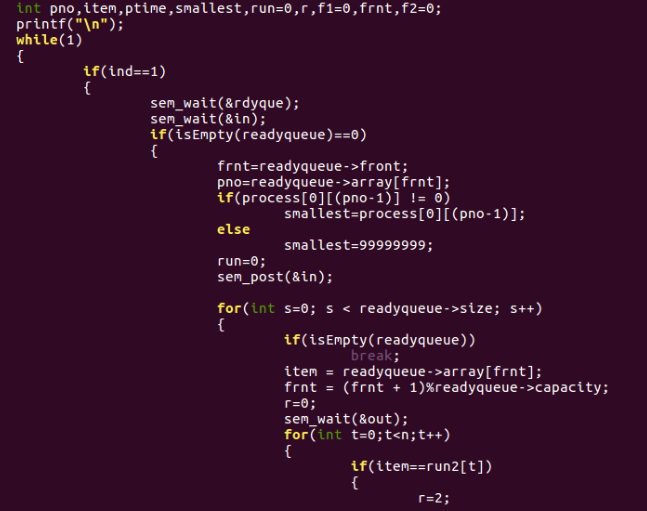 int pno,item,ptime,smallest,run=0,r,f1=0,frnt,f2=0;
printf("\n");
while(1)
{
        if(ind==1)
        {
                sem_wait(&rdyque);
                sem_wait(&in);
                if(isEmpty(readyqueue)==0)
                {
                        frnt=readyqueue->front;
                        pno=readyqueue->array[frnt];
                        if(process[0][(pno-1)] != 0)
                                smallest=process[0][(pno-1)];
                        else
                                smallest=99999999;
                        run=0;
                        sem_post(&in);

                        for(int s=0; s < readyqueue->size; s++)
                        {
                                if(isEmpty(readyqueue))
                                        break;
                                item = readyqueue->array[frnt];
                                frnt = (frnt + 1)%readyqueue->capacity;
                                r=0;
                                sem_wait(&out);
                                for(int t=0;t<n;t++)
                                {
                                        if(item==run2[t])
                                        {
                                                r=2;